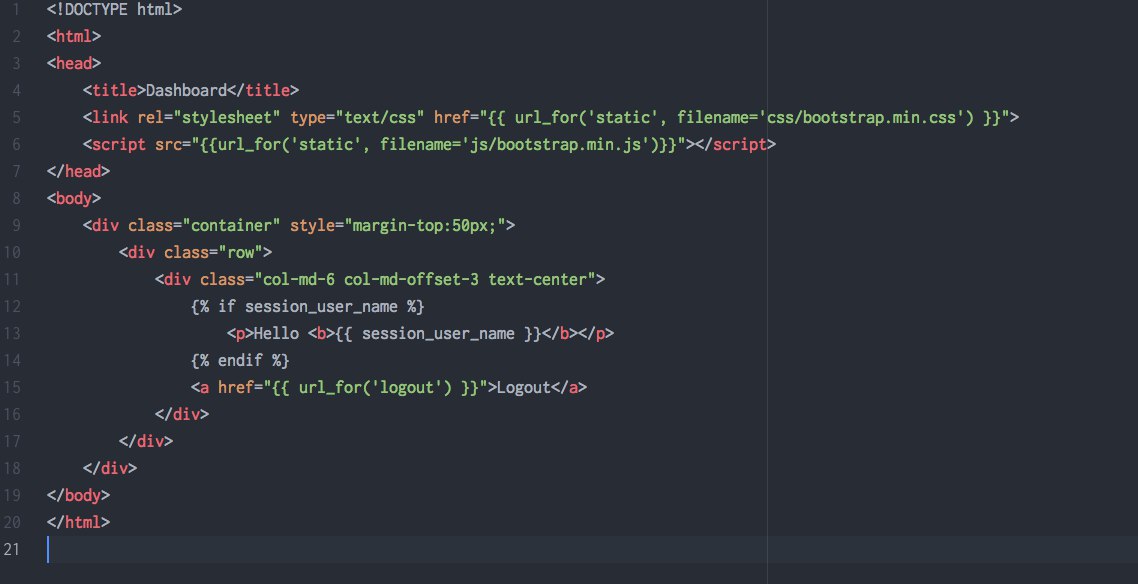 1 <!DOCTYPE html>
2 <html>
3 <head>
4     <title>Dashboard</title>
5     <link rel="stylesheet" type="text/css" href="{{ url_for('static', filename='css/bootstrap.min.css') }}">
6     <script src="{{url_for('static', filename='js/bootstrap.min.js')}}"></script>
7 </head>
8 <body>
9     <div class="container" style="margin-top:50px;">
10         <div class="row">
11             <div class="col-md-6 col-md-offset-3 text-center">
12                 {% if session_user_name %}
13                     <p>Hello <b>{{ session_user_name }}</b></p>
14                 {% endif %}
15                 <a href="{{ url_for('logout') }}">Logout</a>
16             </div>
17         </div>
18     </div>
19 </body>
20 </html>
21